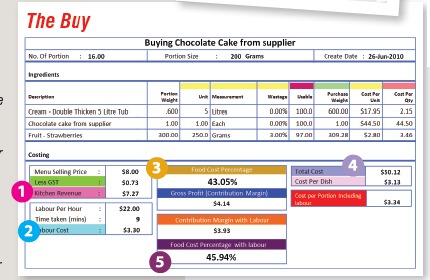 The Buy
Buying Chocolate Cake from supplier
No. Of Portion : 16.00 Portion Size : 200 Grams Create Date : 26-Jun-2010
Ingredients
Description Portion Weight Unit Measurement Wastage Usable Purchase Weight Cost Per Unit Cost Per Qty
Cream - Double Thicken 5 Litre Tub .600 5 Litres 0.00% 100.0 600.00 $17.95 2.15
Chocolate cake from supplier 1.00 1.00 Each 0.00% 100.0 1.00 $44.50 44.50
Fruit - Strawberries 300.00 250.0 Grams 3.00% 97.00 309.28 $2.80 3.46
Costing
Menu Selling Price : $8.00
Less GST : $0.73
1 Kitchen Revenue : $7.27
Labour Per Hour : $22.00
Time taken (mins) : 9
2 Labour Cost : $3.30
3 Food Cost Percentage
43.05%
Gross Profit (Contribution Margin)
$4.14
Contribution Margin with Labour
$3.93
Food Cost Percentage with labour
5 45.94%
4
Total Cost $50.12
Cost Per Dish $3.13
Cost per Portion Including labour $3.34